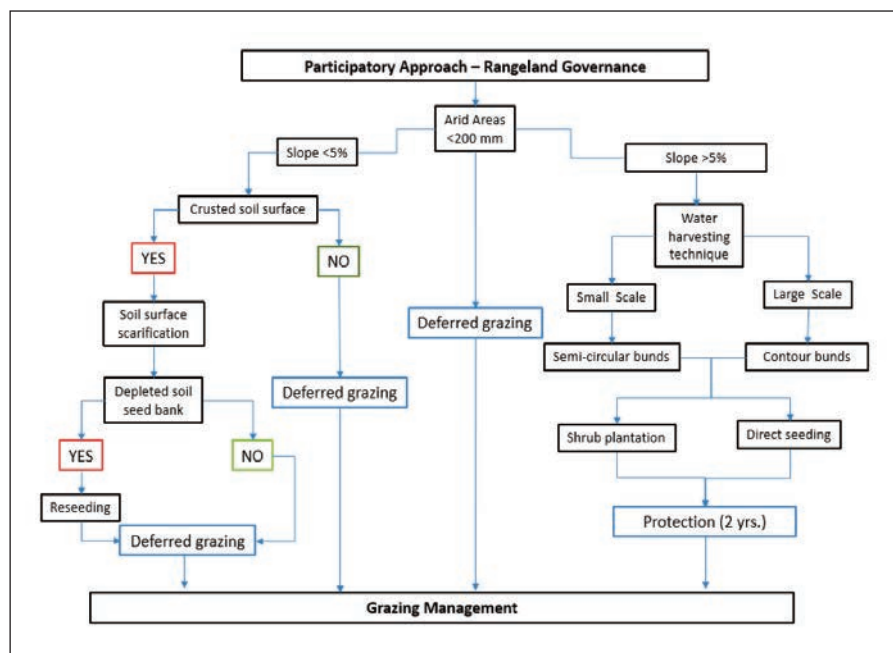 Participatory Approach – Rangeland Governance
Arid Areas
<200 mm
Slope <5%
Slope >5%
Crusted soil surface
Water
harvesting
technique
YES
NO
Small Scale
Large Scale
Soil surface
scarification
Deferred grazing
Semi-circular bunds
Contour bunds
Depleted soil
seed bank
Deferred grazing
Shrub plantation
Direct seeding
YES
NO
Reseeding
Deferred grazing
Protection (2 yrs.)
Grazing Management